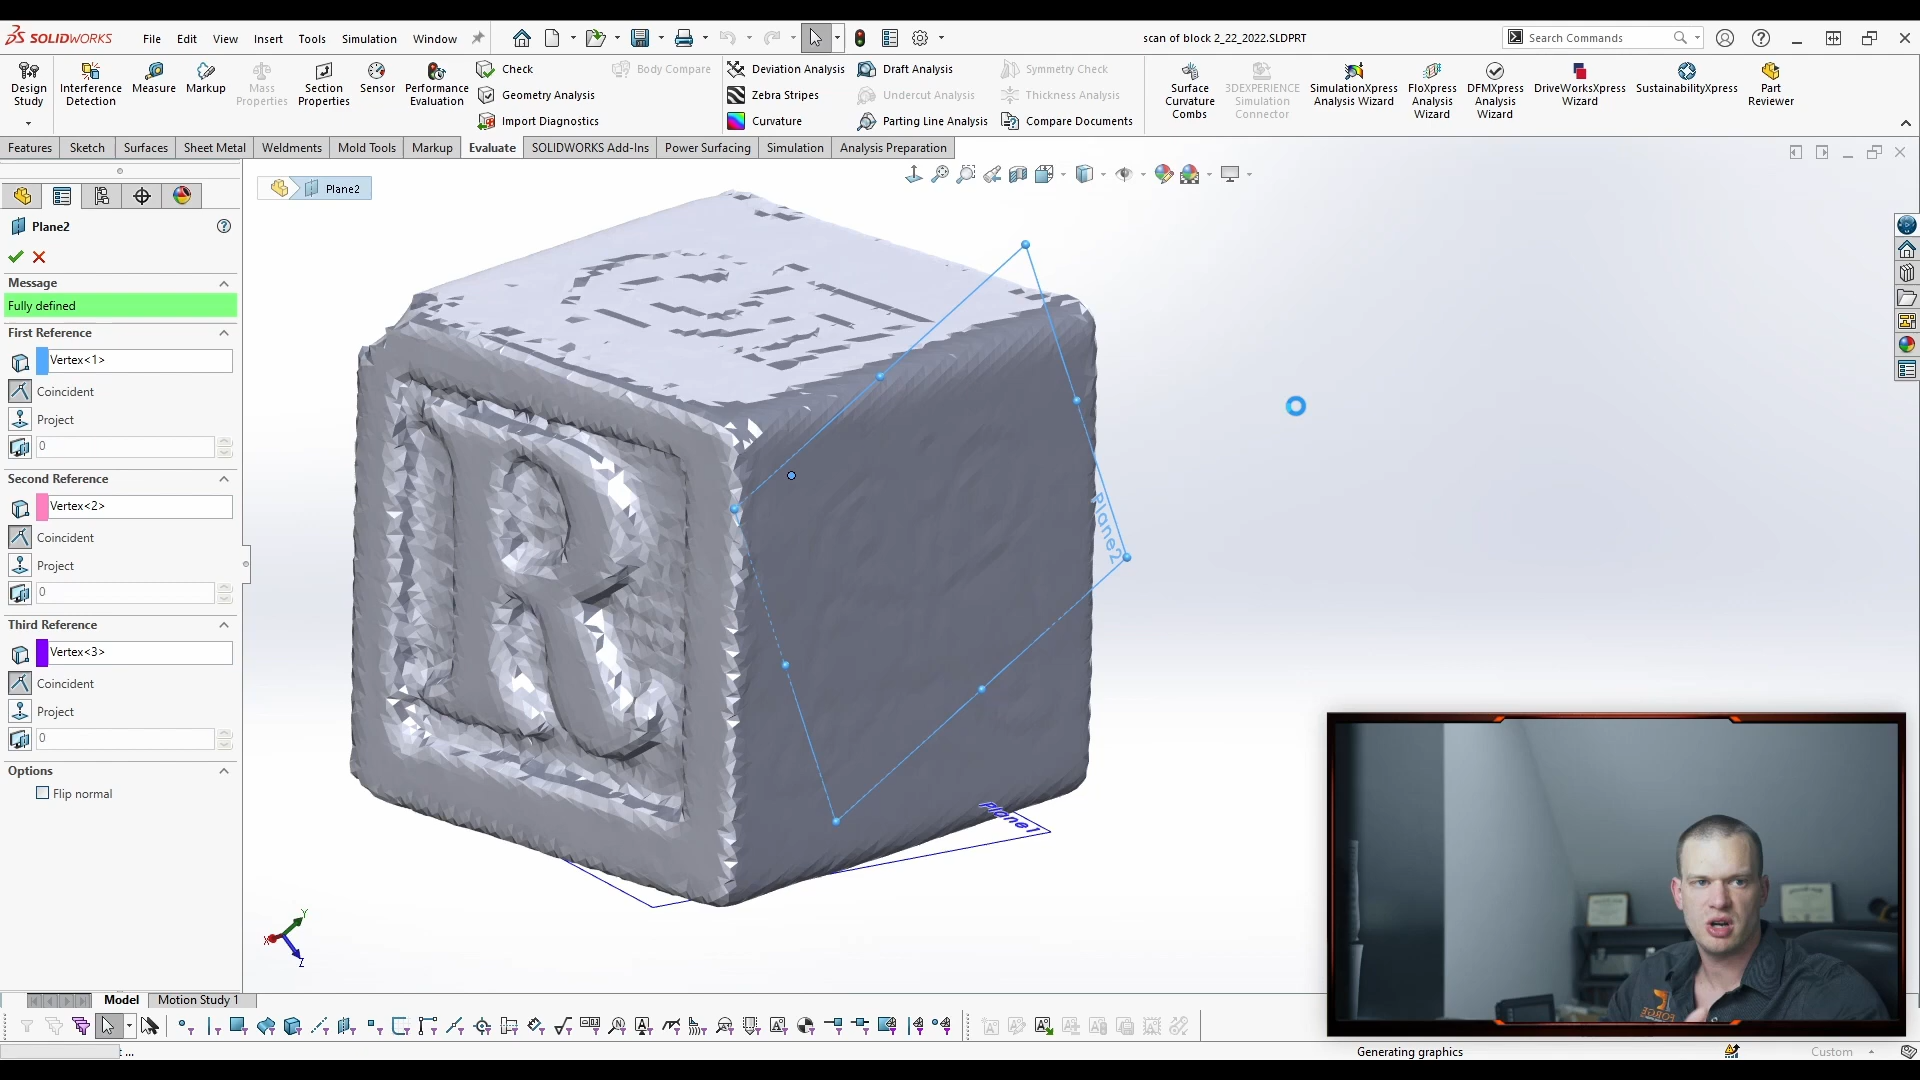 SOLIDWORKS File Edit View Insert Tools Simulation Window scan of block 2_22_2022.SLDPRT Search Commands
Design Study
Interference Detection
Measure
Markup
Mass Properties
Section Properties
Sensor
Performance Evaluation
Check
Geometry Analysis
Import Diagnostics
Body Compare
Deviation Analysis
Zebra Stripes
Curvature
Draft Analysis
Undercut Analysis
Parting Line Analysis
Symmetry Check
Thickness Analysis
Compare Documents
Surface Curvature Combs
3DEXPERIENCE Simulation Connector
SimulationXpress Analysis Wizard
FloXpress Analysis Wizard
DFMXpress Analysis Wizard
DriveWorksXpress Wizard
SustainabilityXpress
Part Reviewer
Features Sketch Surfaces Sheet Metal Weldments Mold Tools Markup Evaluate SOLIDWORKS Add-Ins Power Surfacing Simulation Analysis Preparation
Plane2
Plane2
Message
Fully defined
First Reference
Vertex<1>
Coincident
Project
0
Second Reference
Vertex<2>
Coincident
Project
0
Third Reference
Vertex<3>
Coincident
Project
0
Options
Flip normal
R
Plane2
Plane1
Y
X
Z
FORGE
Model Motion Study 1
...
Generating graphics
Custom